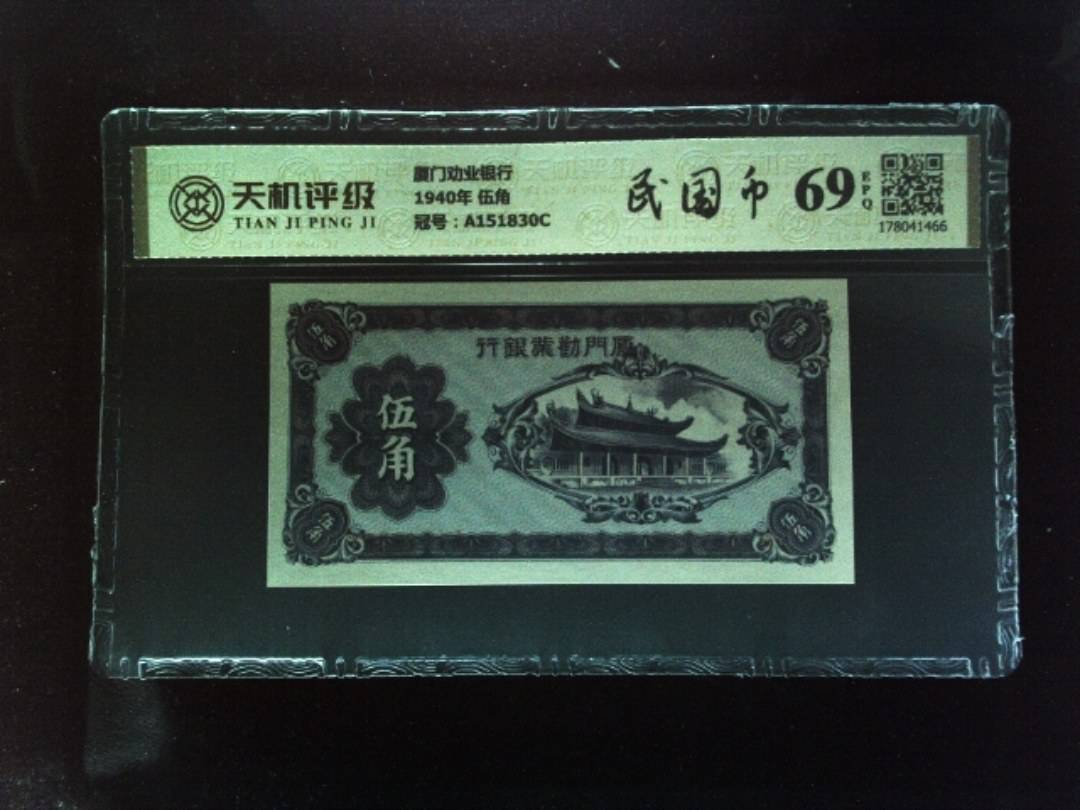 天机评级
TIAN JI PING JI
厦门劝业银行
1940年 伍角
冠号：A151830C
民国币
69
EPQ
178041466
行銀業勸門厦
伍角
伍角
伍角
伍角
伍角